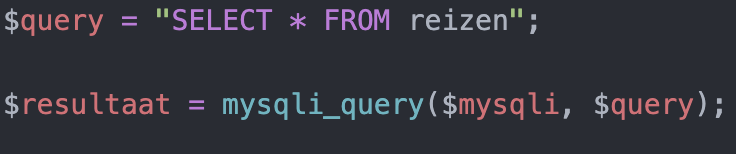 $query = "SELECT * FROM reizen";
$resultaat = mysqli_query($mysqli, $query);